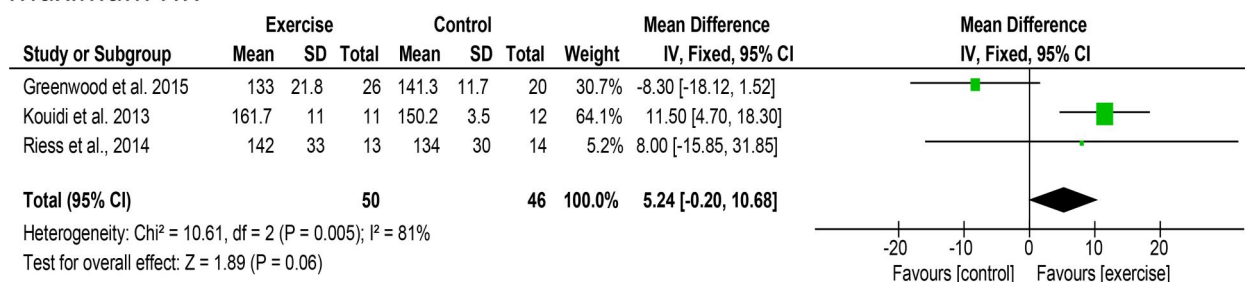 Exercise Control Mean Difference Mean Difference
Study or Subgroup Mean SD Total Mean SD Total Weight IV, Fixed, 95% CI IV, Fixed, 95% CI
Greenwood et al. 2015 133 21.8 26 141.3 11.7 20 30.7% -8.30 [-18.12, 1.52]
Kouidi et al. 2013 161.7 11 11 150.2 3.5 12 64.1% 11.50 [4.70, 18.30]
Riess et al., 2014 142 33 13 134 30 14 5.2% 8.00 [-15.85, 31.85]
Total (95% CI) 50 46 100.0% 5.24 [-0.20, 10.68]
Heterogeneity: Chi² = 10.61, df = 2 (P = 0.005); I² = 81%
Test for overall effect: Z = 1.89 (P = 0.06)
-20 -10 0 10 20
Favours [control] Favours [exercise]